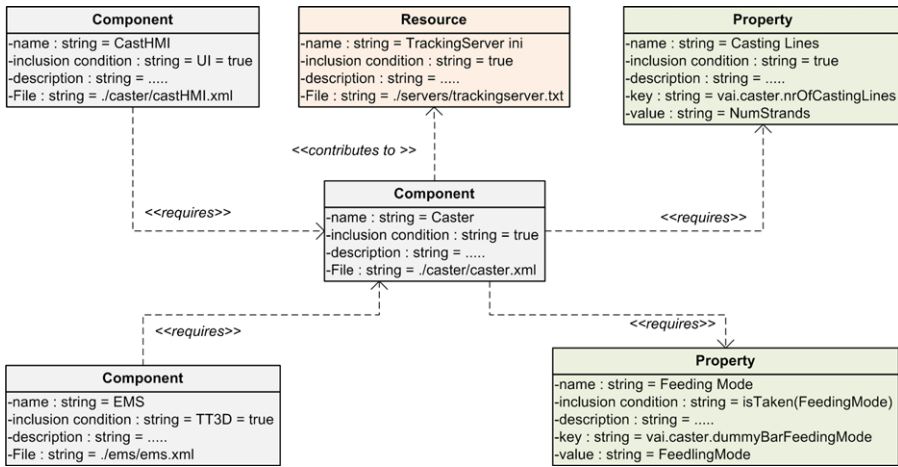 Component
-name : string = CastHMI
-inclusion condition : string = UI = true
-description : string = .....
-File : string = ./caster/castHMI.xml
Resource
-name : string = TrackingServer ini
-inclusion condition : string = true
-description : string = .....
-File : string = ./servers/trackingserver.txt
Property
-name : string = Casting Lines
-inclusion condition : string = true
-description : string = .....
-key : string = vai.caster.nrOfCastingLines
-value : string = NumStrands
<<contributes to >>
<<requires>>
Component
-name : string = Caster
-inclusion condition : string = true
-description : string = .....
-File : string = ./caster/caster.xml
<<requires>>
<<requires>>
<<requires>>
Component
-name : string = EMS
-inclusion condition : string = TT3D = true
-description : string = .....
-File : string = ./ems/ems.xml
Property
-name : string = Feeding Mode
-inclusion condition : string = isTaken(FeedingMode)
-description : string = .....
-key : string = vai.caster.dummyBarFeedingMode
-value : string = FeedlingMode